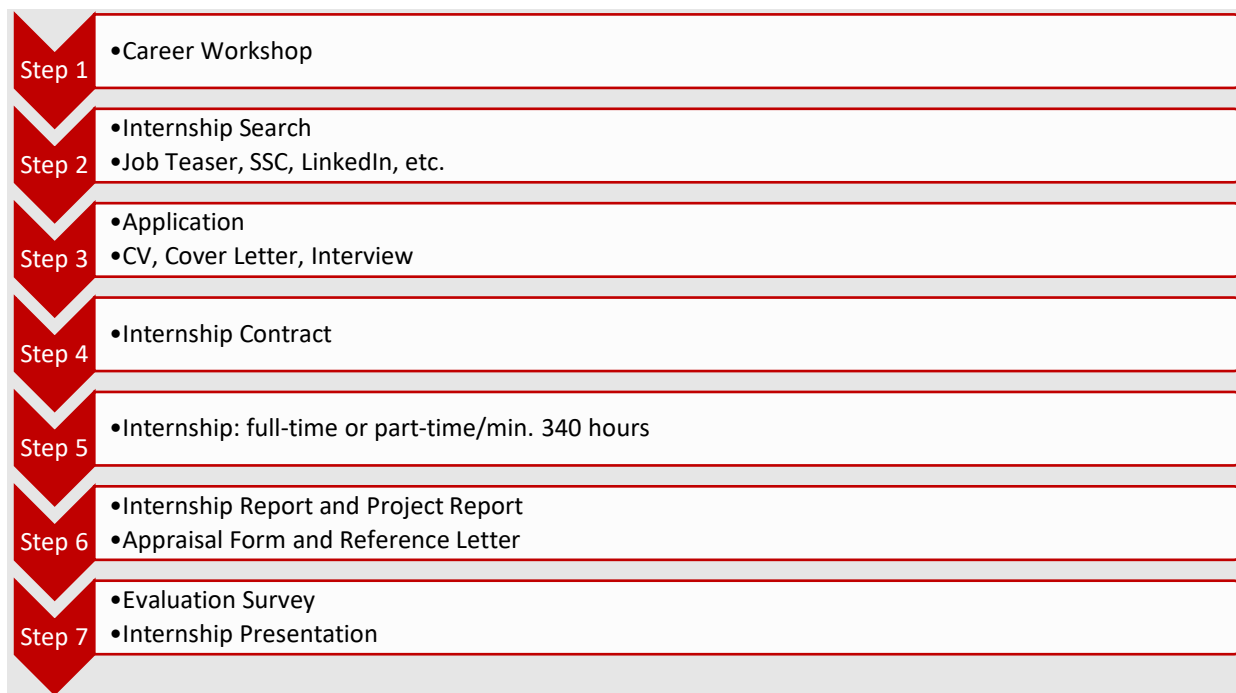 Step 1
•Career Workshop
Step 2
•Internship Search
•Job Teaser, SSC, LinkedIn, etc.
Step 3
•Application
•CV, Cover Letter, Interview
Step 4
•Internship Contract
Step 5
•Internship: full-time or part-time/min. 340 hours
Step 6
•Internship Report and Project Report
•Appraisal Form and Reference Letter
Step 7
•Evaluation Survey
•Internship Presentation